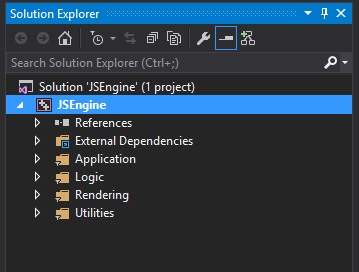 Solution Explorer
Search Solution Explorer (Ctrl+;)
Solution 'JSEngine' (1 project)
JSEngine
References
External Dependencies
Application
Logic
Rendering
Utilities